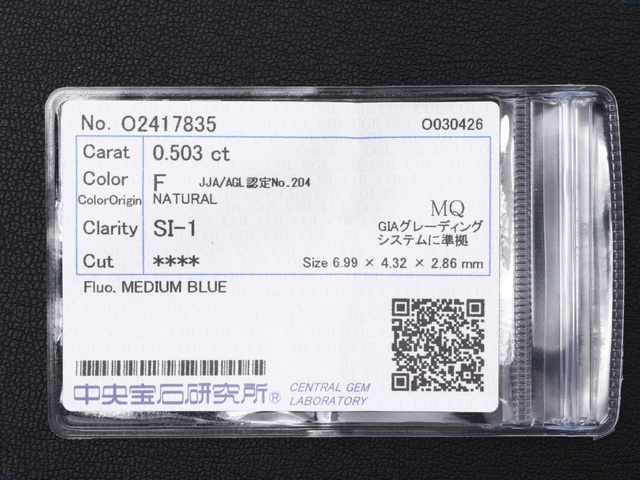 No. O2417835 O030426
Carat 0.503 ct
Color F JJA/AGL認定No.204
ColorOrigin NATURAL
MQ
Clarity SI-1 GIAグレーディング
システムに準拠
Cut **** Size 6.99 × 4.32 × 2.86 mm
Fluo. MEDIUM BLUE
中央宝石研究所® CENTRAL GEM
LABORATORY